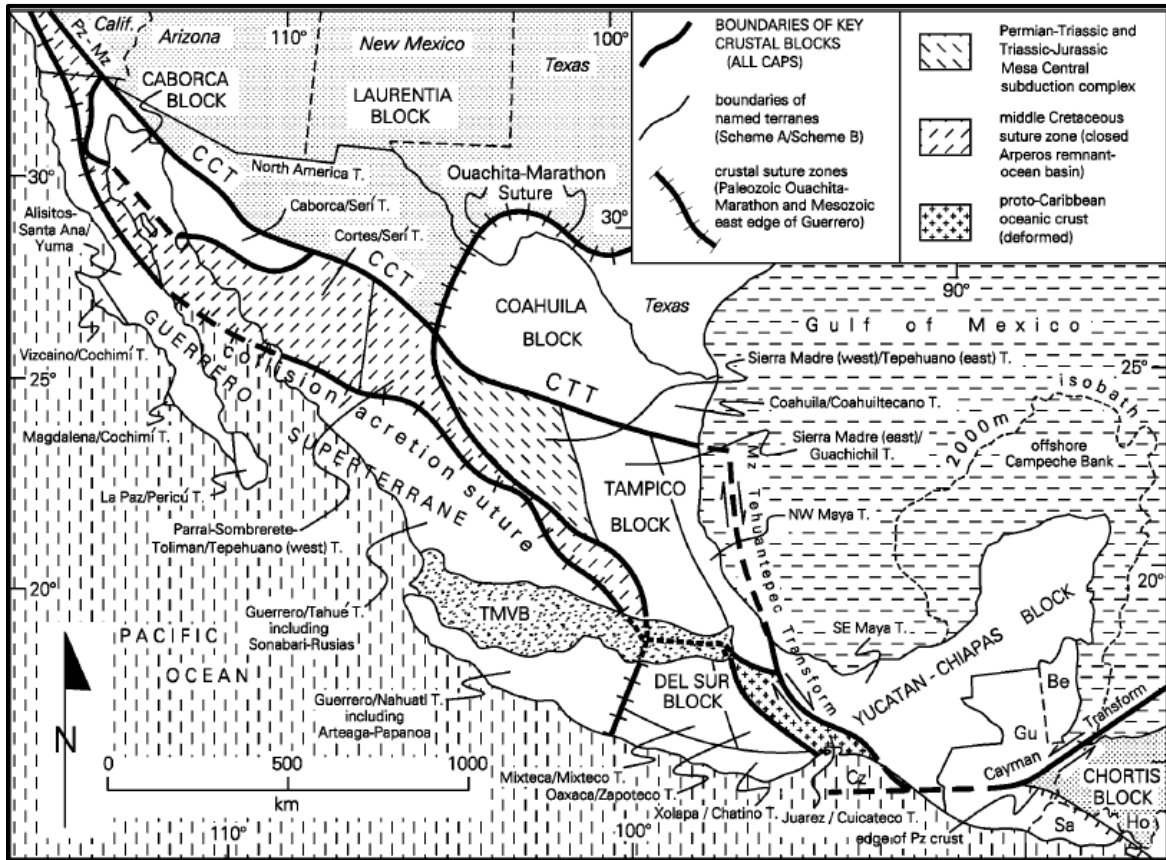 Calif.
Arizona
110°
New Mexico
100°
Texas
Pz - Mz
CABORCA
BLOCK
LAURENTIA
BLOCK
CCT
North America T.
Ouachita-Marathon
Suture
30°
30°
Caborca/Serí T.
Alisitos-
Santa Ana/
Yuma
Cortes/Serí T.
CCT
COAHUILA
BLOCK
Texas
BOUNDARIES OF KEY
CRUSTAL BLOCKS
(ALL CAPS)
boundaries of
named terranes
(Scheme A/Scheme B)
crustal suture zones
(Paleozoic Ouachita-
Marathon and Mesozoic
east edge of Guerrero)
Permian-Triassic and
Triassic-Jurassic
Mesa Central
subduction complex
middle Cretaceous
suture zone (closed
Arperos remnant-
ocean basin)
proto-Caribbean
oceanic crust
(deformed)
90°
Gulf of Mexico
Vizcaino/Cochimí T.
25°
GUERRERO
SUPERTERRANE
collision/accretion suture
CTT
Sierra Madre (west)/Tepehuano (east) T.
25°
Coahuila/Coahuiltecano T.
2000m isobath
Magdalena/Cochimí T.
Sierra Madre (east)/
Guachichil T.
offshore
Campeche Bank
La Paz/Pericú T.
TAMPICO
BLOCK
Mz Tehuantepec Transform
NW Maya T.
Parral-Sombrerete-
Toliman/Tepehuano (west) T.
20°
20°
Guerrero/Tahué T.
including
Sonabari-Rusias
TMVB
SE Maya T.
YUCATAN - CHIAPAS BLOCK
PACIFIC
OCEAN
DEL SUR
BLOCK
Be
Guerrero/Nahuatl T.
including
Arteaga-Papanoa
Gu
Cayman Transform
N
0 500 1000
km
Mixteca/Mixteco T.
Oaxaca/Zapoteco T.
Xolapa / Chatino T.
Cz
Juarez / Cuicateco T.
CHORTIS
BLOCK
edge of Pz crust
Sa
Ho
110°
100°